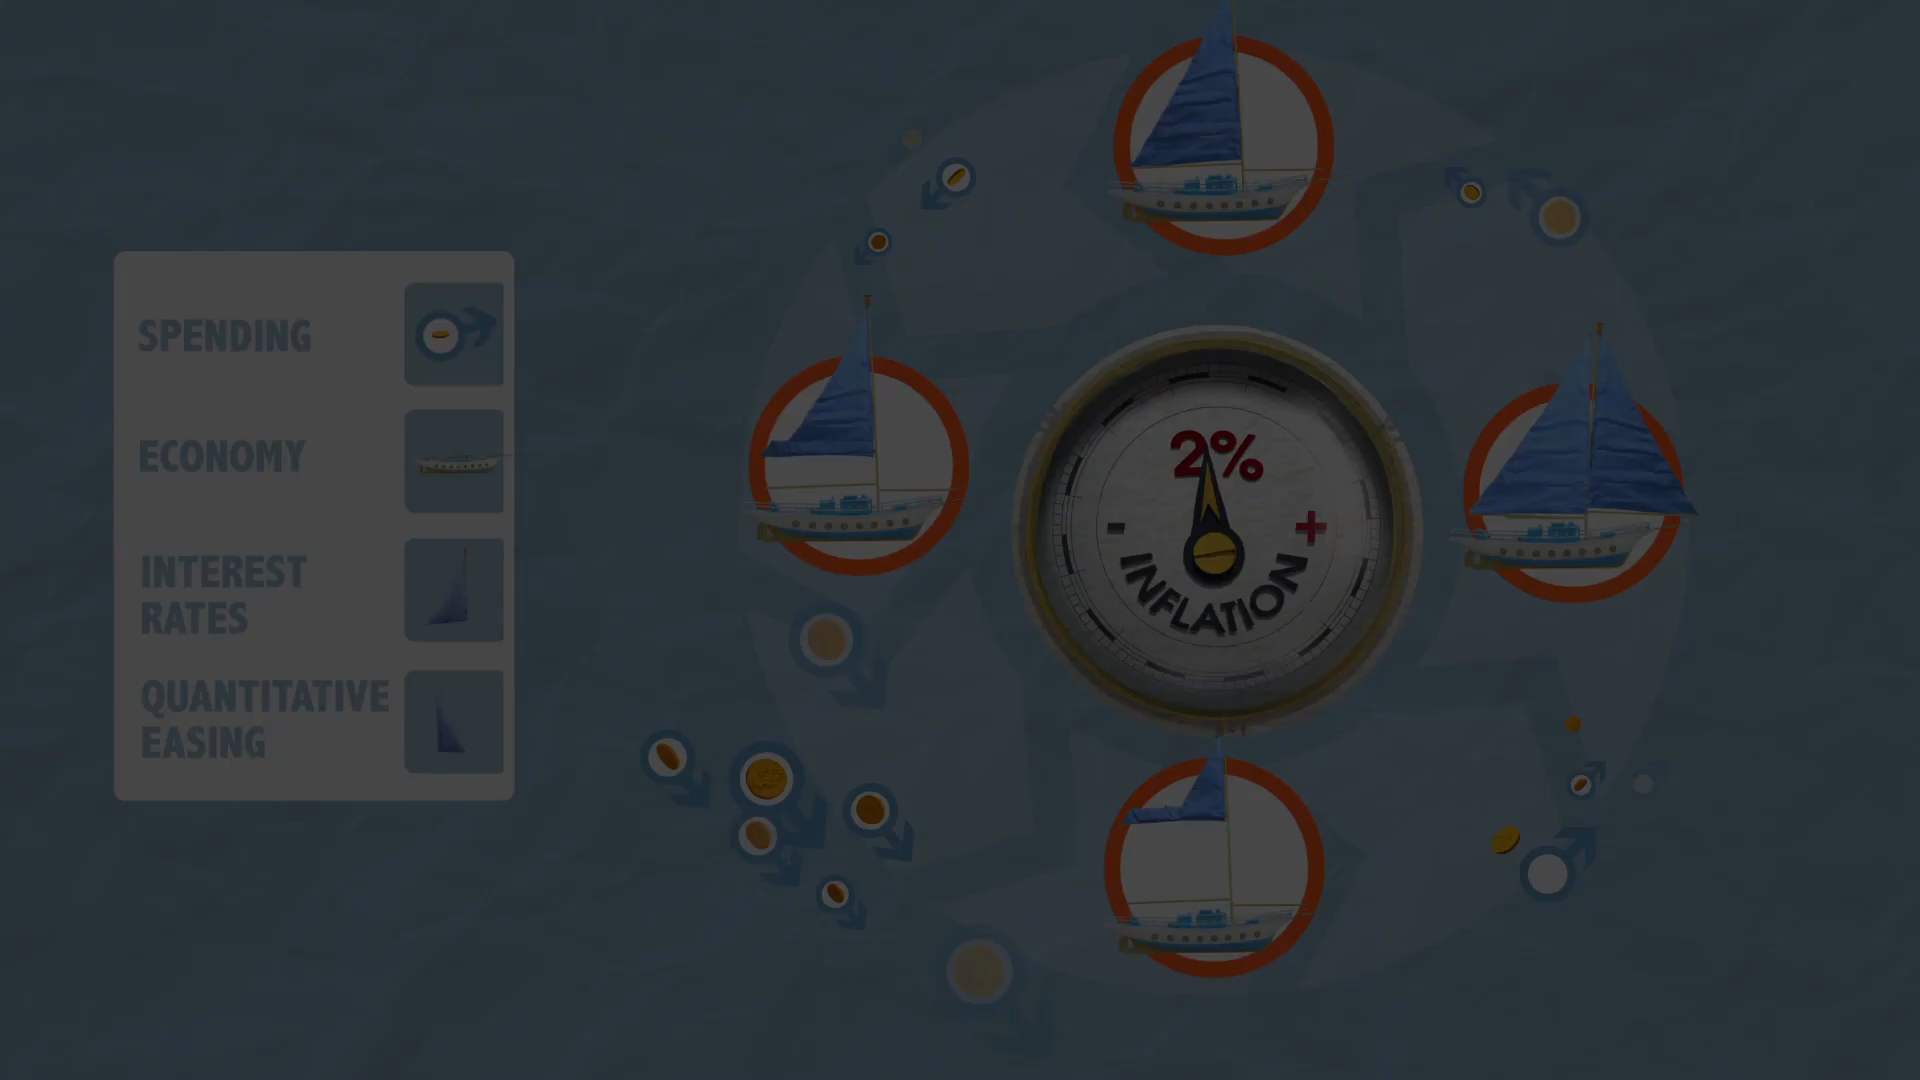 SPENDING
ECONOMY
INTEREST
RATES
QUANTITATIVE
EASING
2%
- +
INFLATION